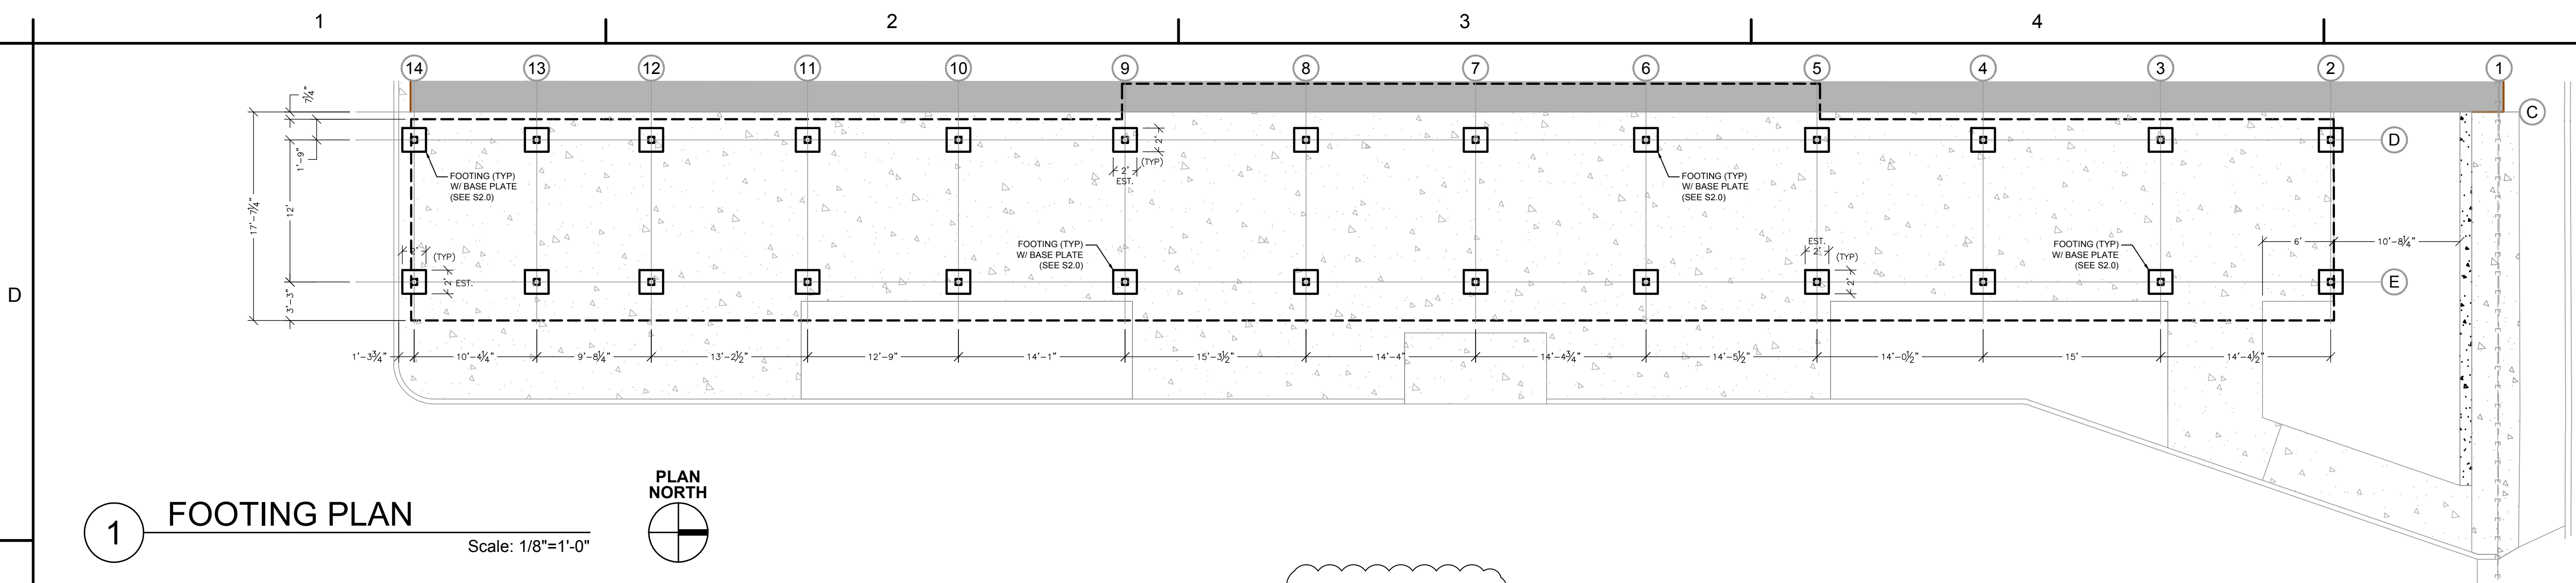 1 2 3 4
14 13 12 11 10 9 8 7 6 5 4 3 2 1
C
D
E
D
7¼"
1'-9"
17'-7¼"
12'
3'-3"
FOOTING (TYP)
W/ BASE PLATE
(SEE S2.0)
2'
(TYP)
2'
EST.
FOOTING (TYP)
W/ BASE PLATE
(SEE S2.0)
2'
(TYP)
2' EST.
FOOTING (TYP)
W/ BASE PLATE
(SEE S2.0)
EST.
2'
(TYP)
2'
FOOTING (TYP)
W/ BASE PLATE
(SEE S2.0)
6' 10'-8¼"
1'-3¾" 10'-4¼" 9'-8¼" 13'-2½" 12'-9" 14'-1" 15'-3½" 14'-4" 14'-4¾" 14'-5½" 14'-0½" 15' 14'-4½"
PLAN
NORTH
1 FOOTING PLAN
Scale: 1/8"=1'-0"